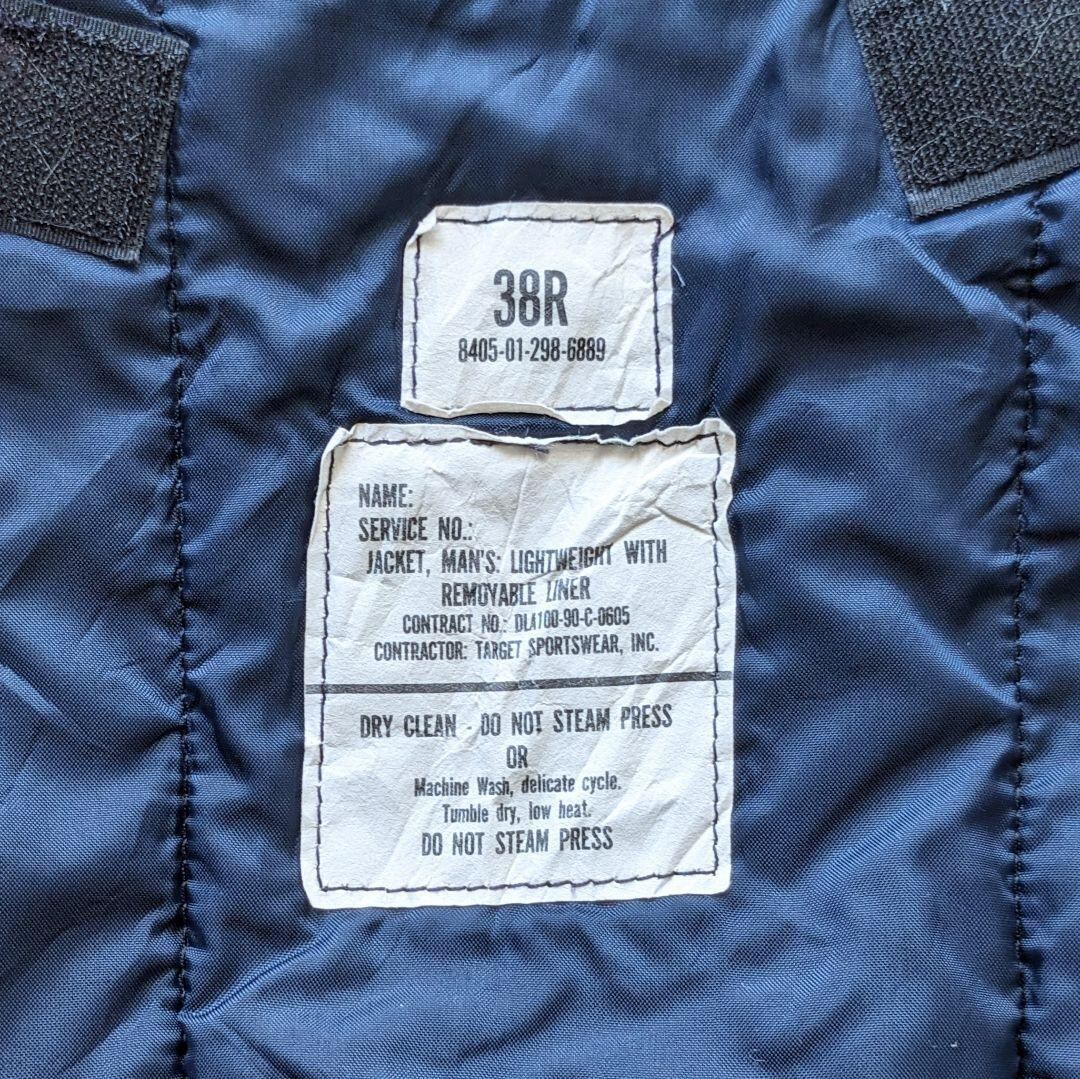 38R
8405-01-298-6889
NAME:
SERVICE NO.:
JACKET, MAN'S: LIGHTWEIGHT WITH
REMOVABLE LINER
CONTRACT NO.: DLA100-90-C-0605
CONTRACTOR: TARGET SPORTSWEAR, INC.
DRY CLEAN - DO NOT STEAM PRESS
OR
Machine Wash, delicate cycle.
Tumble dry, low heat.
DO NOT STEAM PRESS